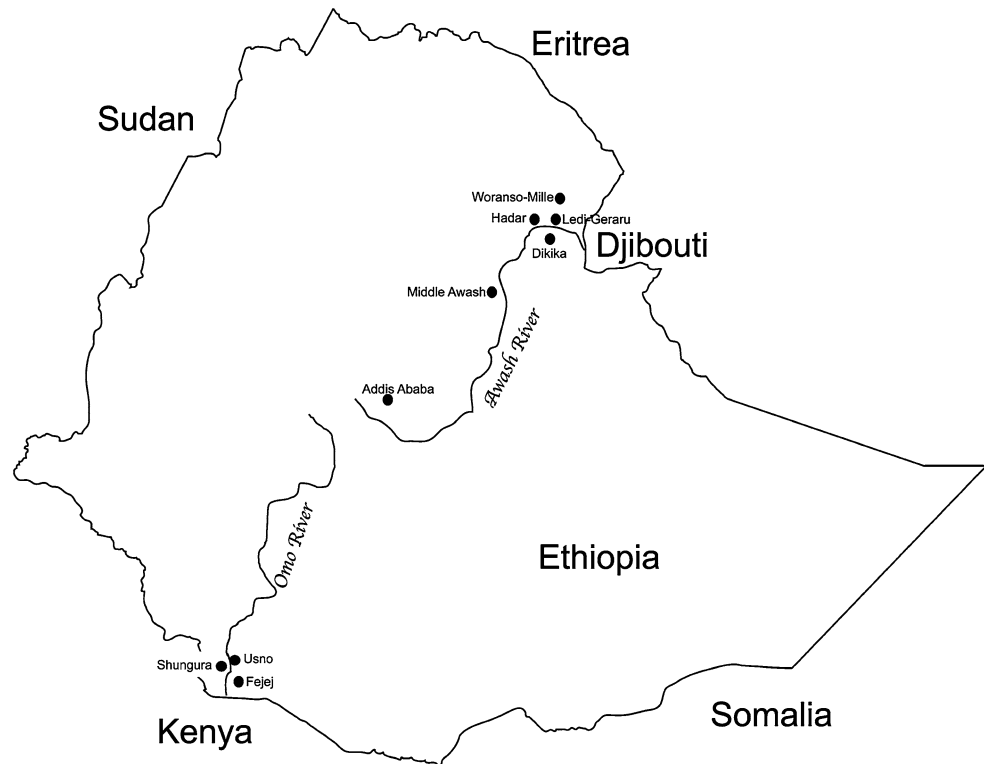 Eritrea
Sudan
Woranso-Mille
Hadar
Ledi-Geraru
Djibouti
Dikika
Middle Awash
Awash River
Addis Ababa
Omo River
Ethiopia
Usno
Shungura
Fejej
Somalia
Kenya